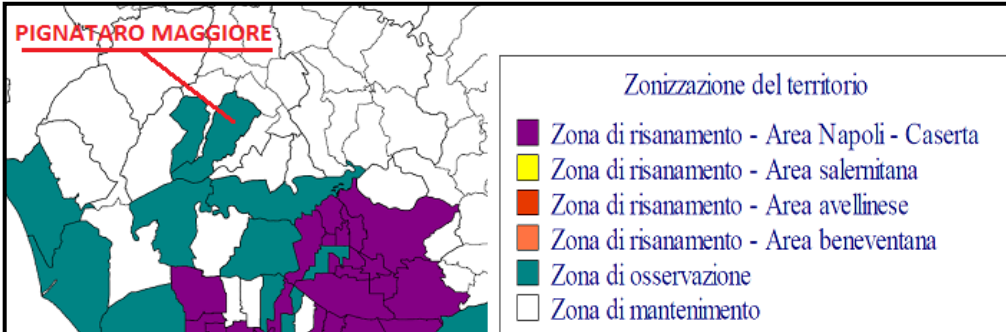 PIGNATARO MAGGIORE
Zonizzazione del territorio
Zona di risanamento - Area Napoli - Caserta
Zona di risanamento - Area salernitana
Zona di risanamento - Area avellinese
Zona di risanamento - Area beneventana
Zona di osservazione
Zona di mantenimento